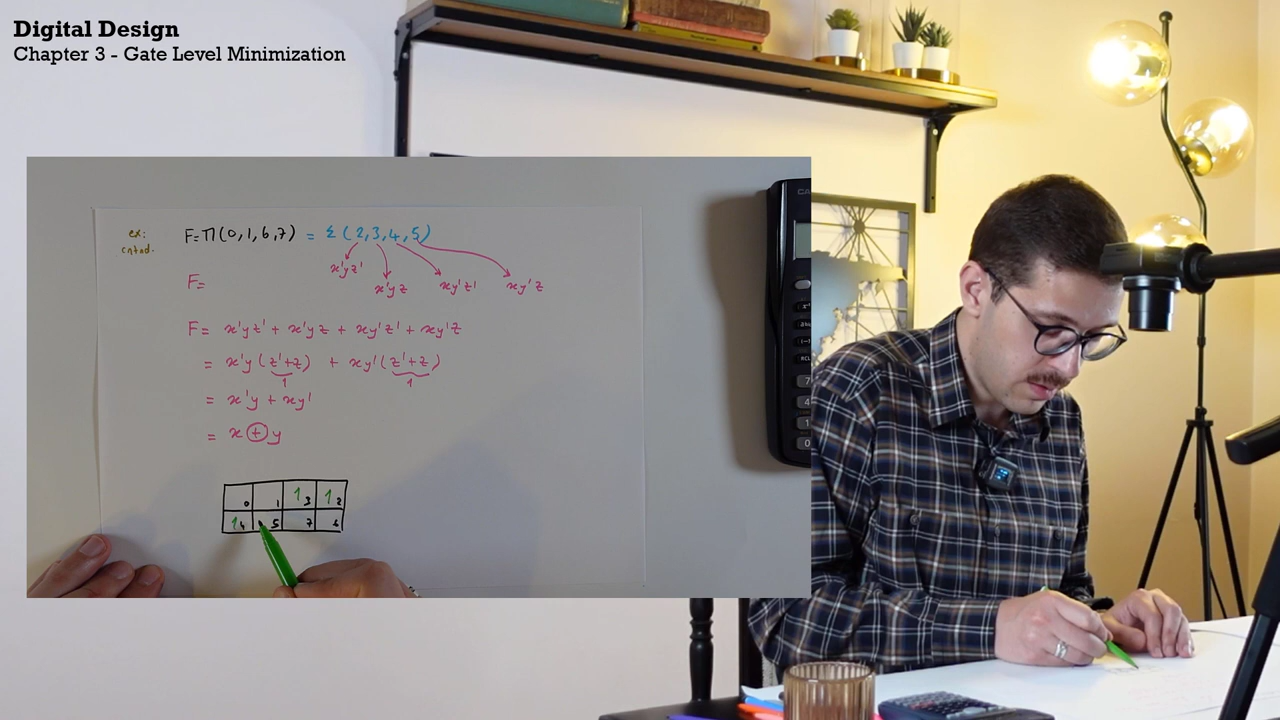 Digital Design
Chapter 3 - Gate Level Minimization
ex: F=Π(0,1,6,7) = Σ(2,3,4,5)
cntnd.
x'yz' x'yz xy'z' xy'z
F=
F= x'yz' + x'yz + xy'z' + xy'z
= x'y(z'+z) + xy'(z'+z)
1 1
= x'y + xy'
= x⊕y
0 1 1 3 1 2
1 4 5 7 6